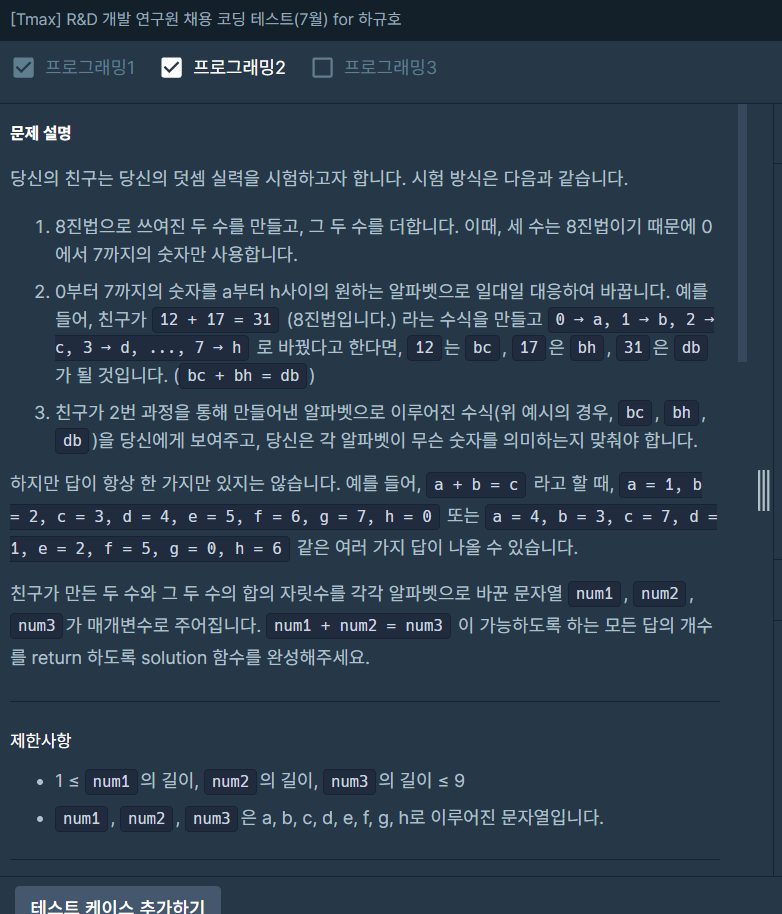 [Tmax] R&D 개발 연구원 채용 코딩 테스트(7월) for 하규호
프로그래밍1 프로그래밍2 프로그래밍3
문제 설명
당신의 친구는 당신의 덧셈 실력을 시험하고자 합니다. 시험 방식은 다음과 같습니다.
1. 8진법으로 쓰여진 두 수를 만들고, 그 두 수를 더합니다. 이때, 세 수는 8진법이기 때문에 0
에서 7까지의 숫자만 사용합니다.
2. 0부터 7까지의 숫자를 a부터 h사이의 원하는 알파벳으로 일대일 대응하여 바꿉니다. 예를
들어, 친구가 12 + 17 = 31 (8진법입니다.) 라는 수식을 만들고 0 → a, 1 → b, 2 →
c, 3 → d, ..., 7 → h 로 바꿨다고 한다면, 12 는 bc , 17 은 bh , 31 은 db
가 될 것입니다. ( bc + bh = db )
3. 친구가 2번 과정을 통해 만들어낸 알파벳으로 이루어진 수식(위 예시의 경우, bc , bh ,
db )을 당신에게 보여주고, 당신은 각 알파벳이 무슨 숫자를 의미하는지 맞춰야 합니다.
하지만 답이 항상 한 가지만 있지는 않습니다. 예를 들어, a + b = c 라고 할 때, a = 1, b
= 2, c = 3, d = 4, e = 5, f = 6, g = 7, h = 0 또는 a = 4, b = 3, c = 7, d =
1, e = 2, f = 5, g = 0, h = 6 같은 여러 가지 답이 나올 수 있습니다.
친구가 만든 두 수와 그 두 수의 합의 자릿수를 각각 알파벳으로 바꾼 문자열 num1 , num2 ,
num3 가 매개변수로 주어집니다. num1 + num2 = num3 이 가능하도록 하는 모든 답의 개수
를 return 하도록 solution 함수를 완성해주세요.
제한사항
• 1 ≤ num1 의 길이, num2 의 길이, num3 의 길이 ≤ 9
• num1 , num2 , num3 은 a, b, c, d, e, f, g, h로 이루어진 문자열입니다.
테스트 케이스 추가하기